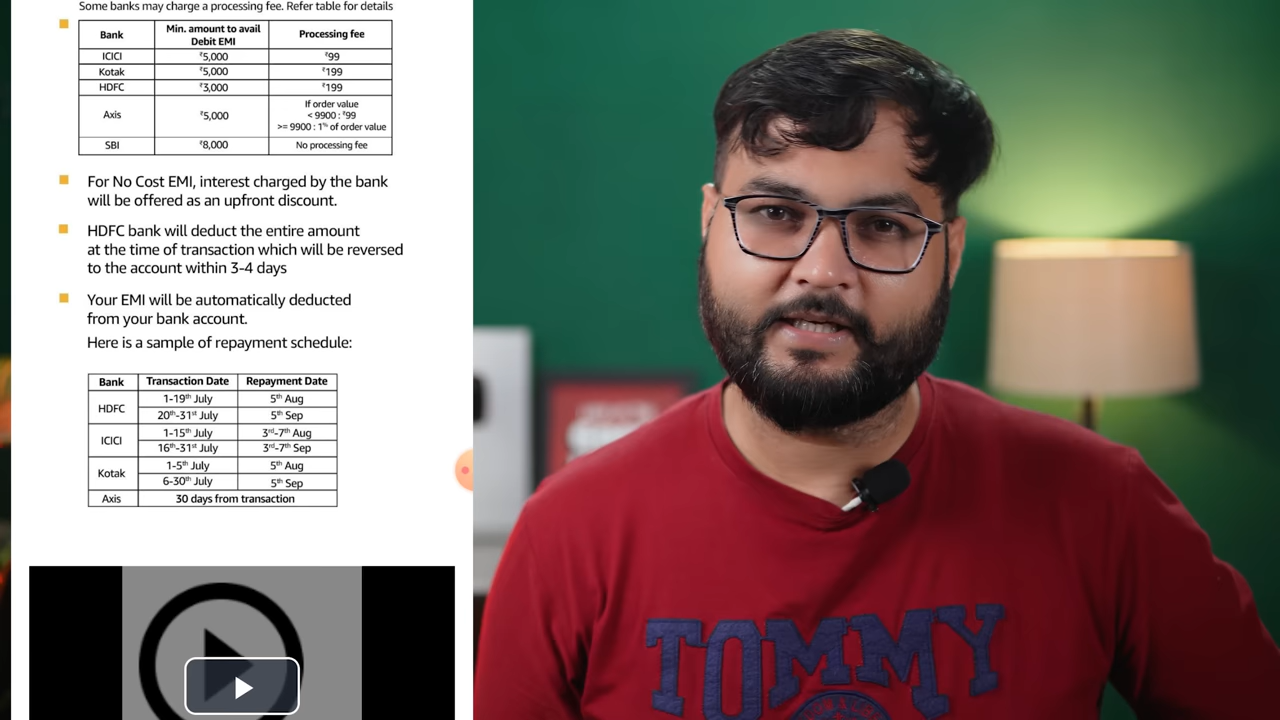 Some banks may charge a processing fee. Refer table for details
Bank Min. amount to avail Debit EMI Processing fee
ICICI ₹5,000 ₹99
Kotak ₹5,000 ₹199
HDFC ₹3,000 ₹199
Axis ₹5,000 If order value
< 9900 : ₹99
>= 9900 : 1% of order value
SBI ₹8,000 No processing fee
For No Cost EMI, interest charged by the bank
will be offered as an upfront discount.
HDFC bank will deduct the entire amount
at the time of transaction which will be reversed
to the account within 3-4 days
Your EMI will be automatically deducted
from your bank account.
Here is a sample of repayment schedule:
Bank Transaction Date Repayment Date
HDFC 1-19th July 5th Aug
20th-31st July 5th Sep
ICICI 1-15th July 3rd-7th Aug
16th-31st July 3rd-7th Sep
Kotak 1-5th July 5th Aug
6-30th July 5th Sep
Axis 30 days from transaction
TOMMY